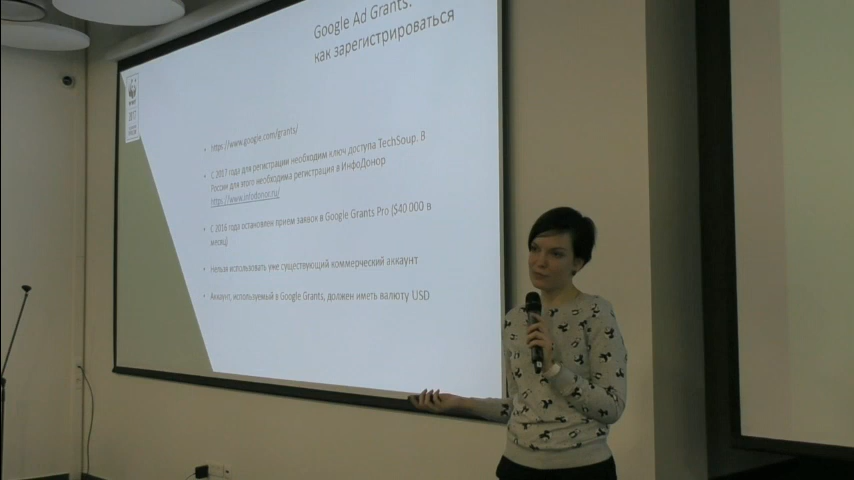 Google Ad Grants:
как зарегистрироваться
WWF
2017
• https://www.google.com/grants/
• С 2017 года для регистрации необходим ключ доступа TechSoup. В
России для этого необходима регистрация в ИнфоДонор
https://www.infodonor.ru/
• С 2016 года остановлен прием заявок в Google Grants Pro ($40 000 в
месяц)
• Нельзя использовать уже существующий коммерческий аккаунт
• Аккаунт, используемый в Google Grants, должен иметь валюту USD